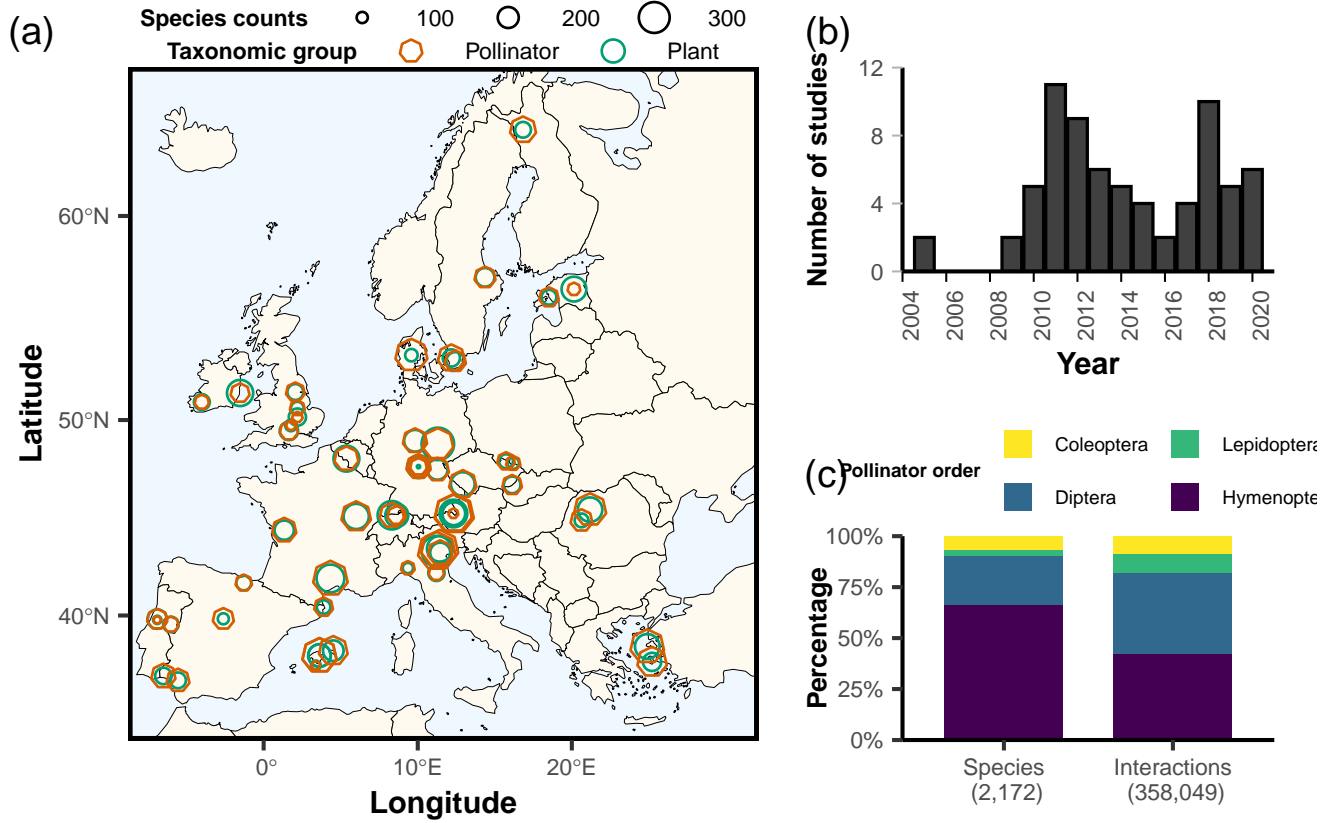 (a)
Species counts 100 200 300
Taxonomic group Pollinator Plant
60°N
50°N
40°N
Latitude
0° 10°E 20°E
Longitude
(b)
Number of studies
12
8
4
0
2004 2006 2008 2010 2012 2014 2016 2018 2020
Year
(c)
Pollinator order
Coleoptera Lepidoptera
Diptera Hymenopte
Percentage
100%
75%
50%
25%
0%
Species Interactions
(2,172) (358,049)